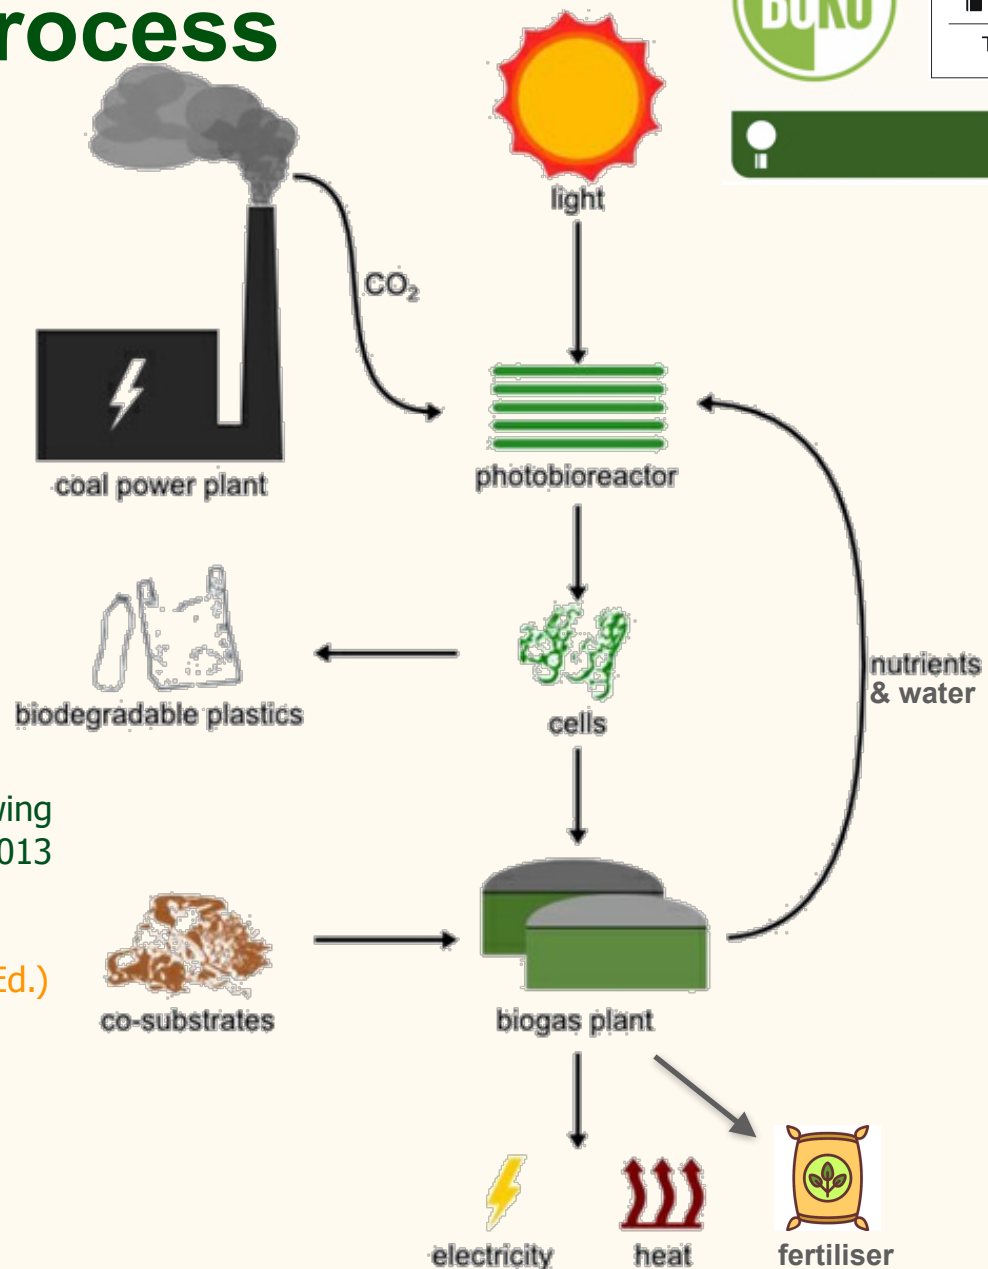 rocess
BOKU
T
light
CO₂
coal power plant
photobioreactor
nutrients
& water
biodegradable plastics
cells
ving
013
Ed.)
co-substrates
biogas plant
electricity
heat
fertiliser